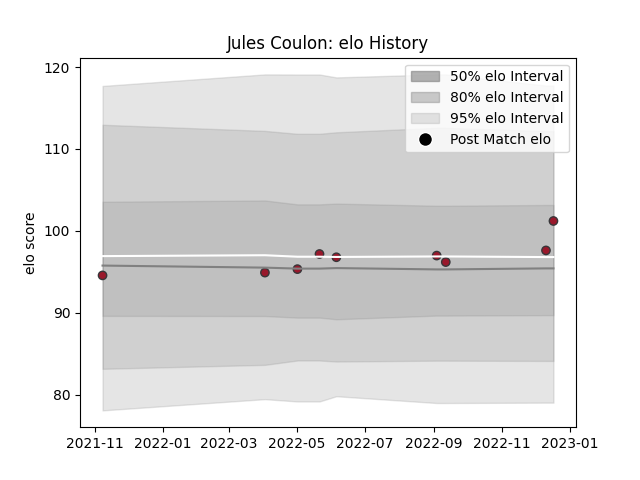 Jules Coulon: elo History
120
110
100
90
80
elo score
50% elo Interval
80% elo Interval
95% elo Interval
Post Match elo
2021-11 2022-01 2022-03 2022-05 2022-07 2022-09 2022-11 2023-01